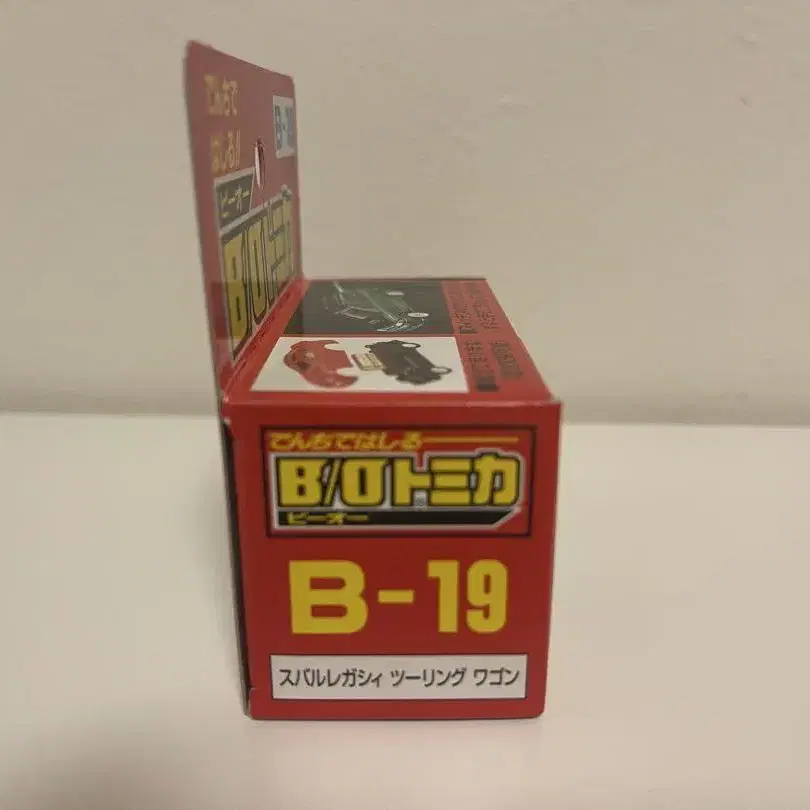 でんちで
はしる!!
B-19
ビーオー
B/Oトミカ
でんちではしる
B/Oトミカ
ビーオー
B-19
スバルレガシィ ツーリング ワゴン